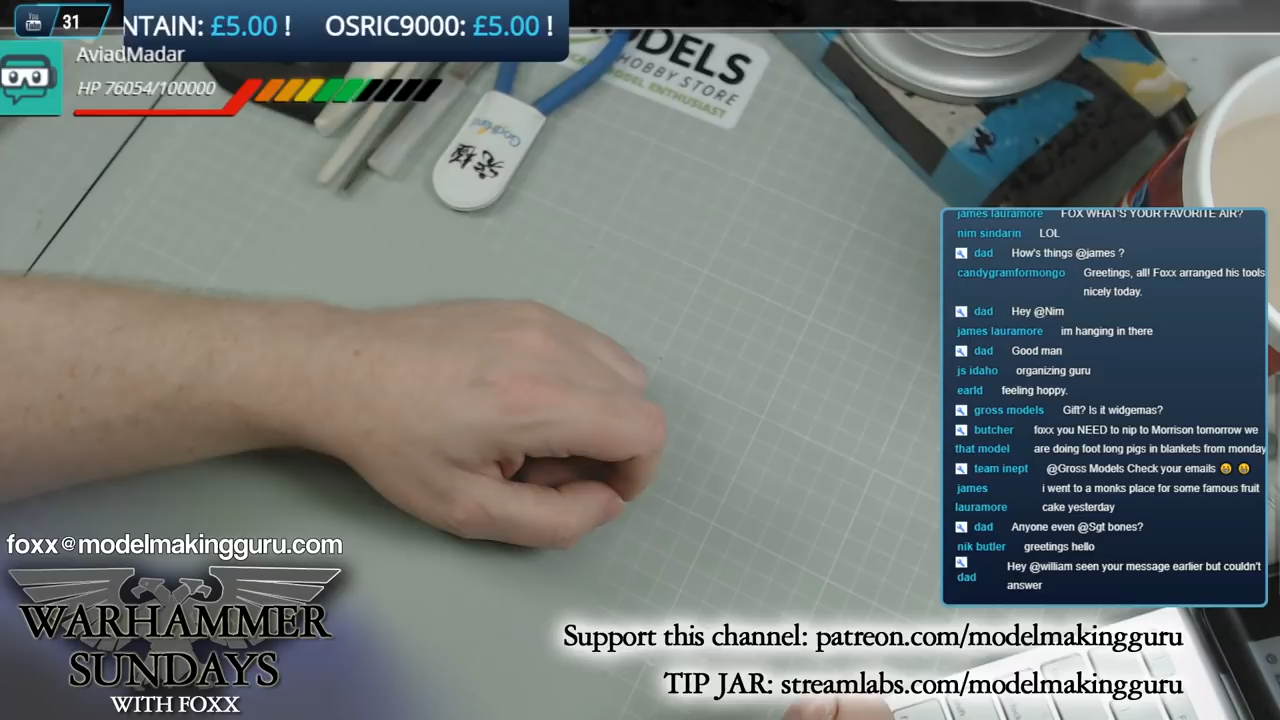 31
NTAIN: £5.00 ! OSRIC9000: £5.00 !
AviadMadar
HP 76054/100000
MODELS
HOBBY STORE
MODEL ENTHUSIAST
GodHand
究極
james lauramore FOX WHAT'S YOUR FAVORITE AIR?
nim sindarin LOL
dad How's things @james ?
candygramformongo Greetings, all! Foxx arranged his tools
nicely today.
dad Hey @Nim
james lauramore im hanging in there
dad Good man
js idaho organizing guru
earld feeling hoppy.
gross models Gift? Is it widgemas?
butcher foxx you NEED to nip to Morrison tomorrow we
that model are doing foot long pigs in blankets from monday
team inept @Gross Models Check your emails
james i went to a monks place for some famous fruit
lauramore cake yesterday
dad Anyone even @Sgt bones?
nik butler greetings hello
Hey @william seen your message earlier but couldn't
dad answer
foxx@modelmakingguru.com
WARHAMMER
SUNDAYS
WITH FOXX
Support this channel: patreon.com/modelmakingguru
TIP JAR: streamlabs.com/modelmakingguru